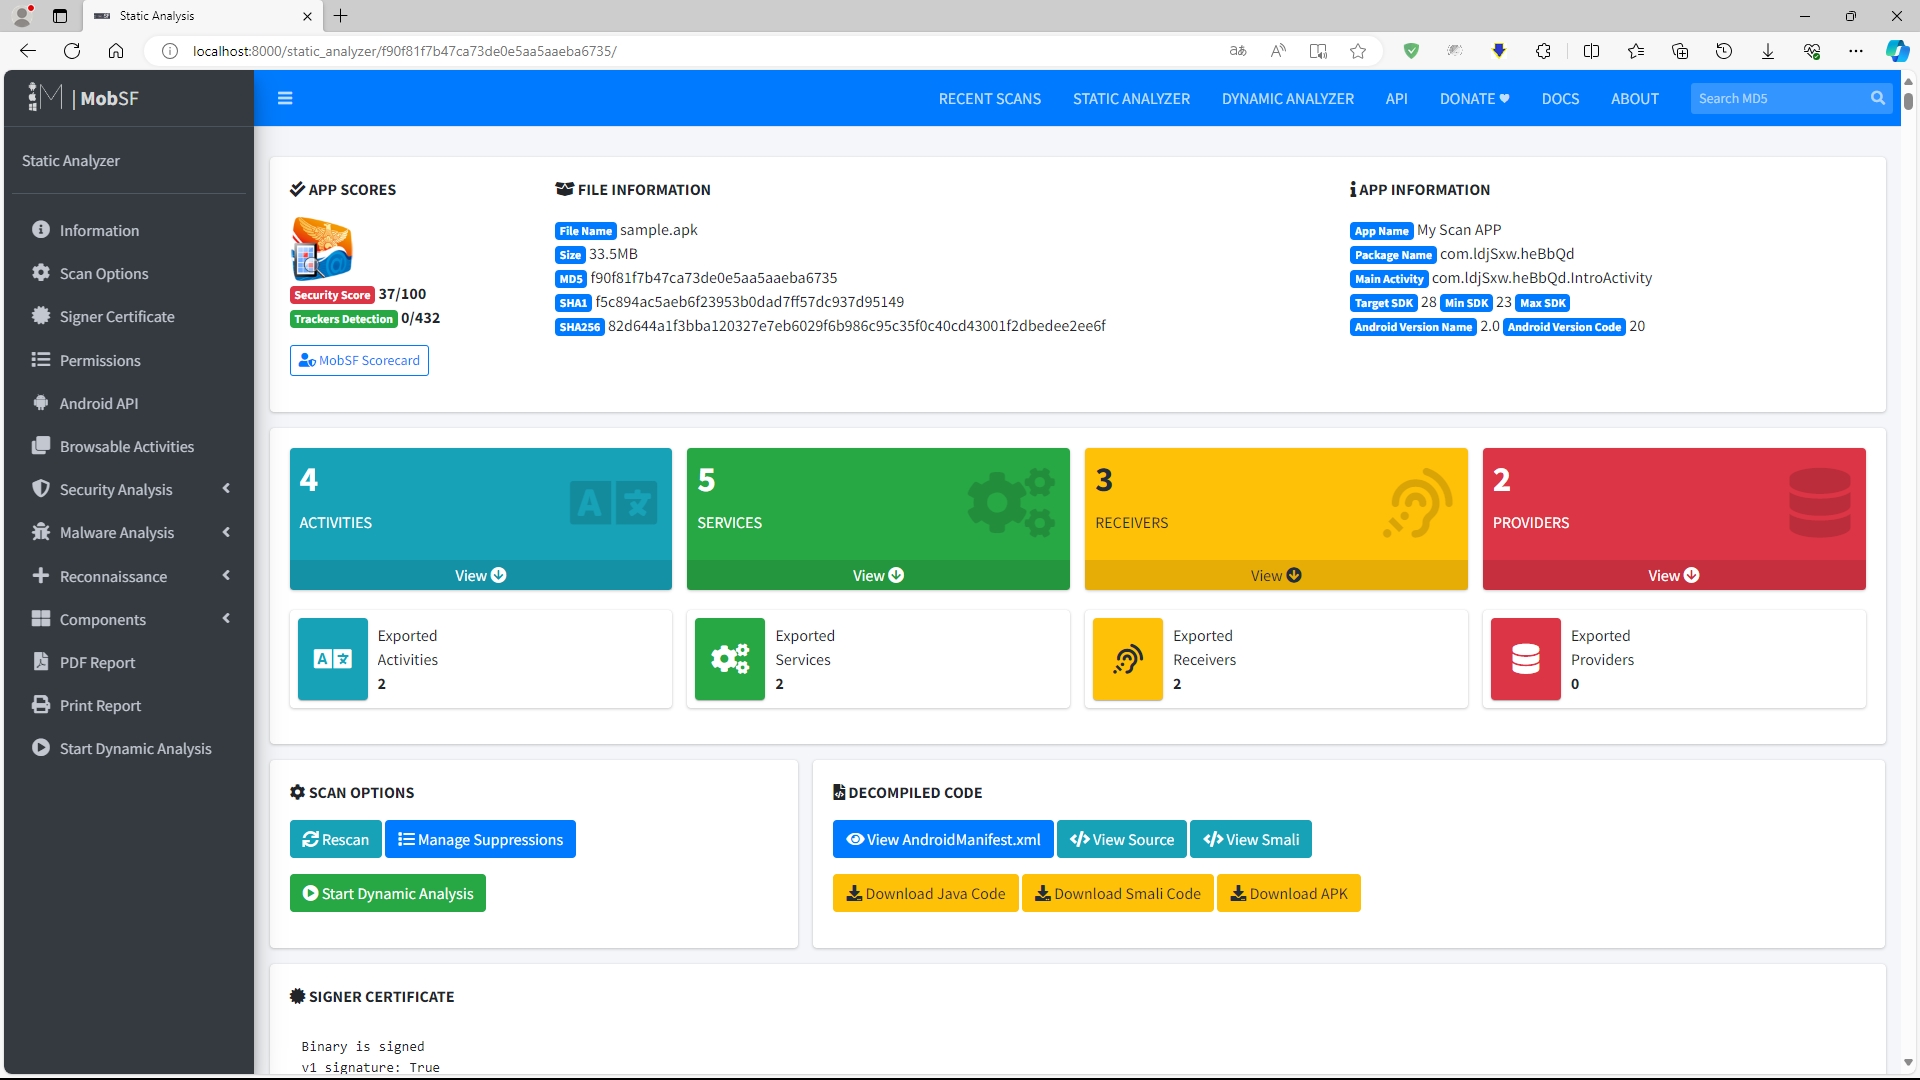 Static Analysis
localhost:8000/static_analyzer/f90f81f7b47ca73de0e5aa5aaeba6735/
| MobSF
RECENT SCANS STATIC ANALYZER DYNAMIC ANALYZER API DONATE ♥ DOCS ABOUT Search MD5
Static Analyzer
Information
Scan Options
Signer Certificate
Permissions
Android API
Browsable Activities
Security Analysis
Malware Analysis
Reconnaissance
Components
PDF Report
Print Report
Start Dynamic Analysis
APP SCORES
Security Score 37/100
Trackers Detection 0/432
MobSF Scorecard
FILE INFORMATION
File Name sample.apk
Size 33.5MB
MD5 f90f81f7b47ca73de0e5aa5aaeba6735
SHA1 f5c894ac5aeb6f23953b0dad7ff57dc937d95149
SHA256 82d644a1f3bba120327e7eb6029f6b986c95c35f0c40cd43001f2dbedee2ee6f
APP INFORMATION
App Name My Scan APP
Package Name com.ldjSxw.heBbQd
Main Activity com.ldjSxw.heBbQd.IntroActivity
Target SDK 28 Min SDK 23 Max SDK
Android Version Name 2.0 Android Version Code 20
4
ACTIVITIES
View
5
SERVICES
View
3
RECEIVERS
View
2
PROVIDERS
View
Exported
Activities
2
Exported
Services
2
Exported
Receivers
2
Exported
Providers
0
SCAN OPTIONS
Rescan Manage Suppressions
Start Dynamic Analysis
DECOMPILED CODE
View AndroidManifest.xml View Source View Smali
Download Java Code Download Smali Code Download APK
SIGNER CERTIFICATE
Binary is signed
v1 signature: True